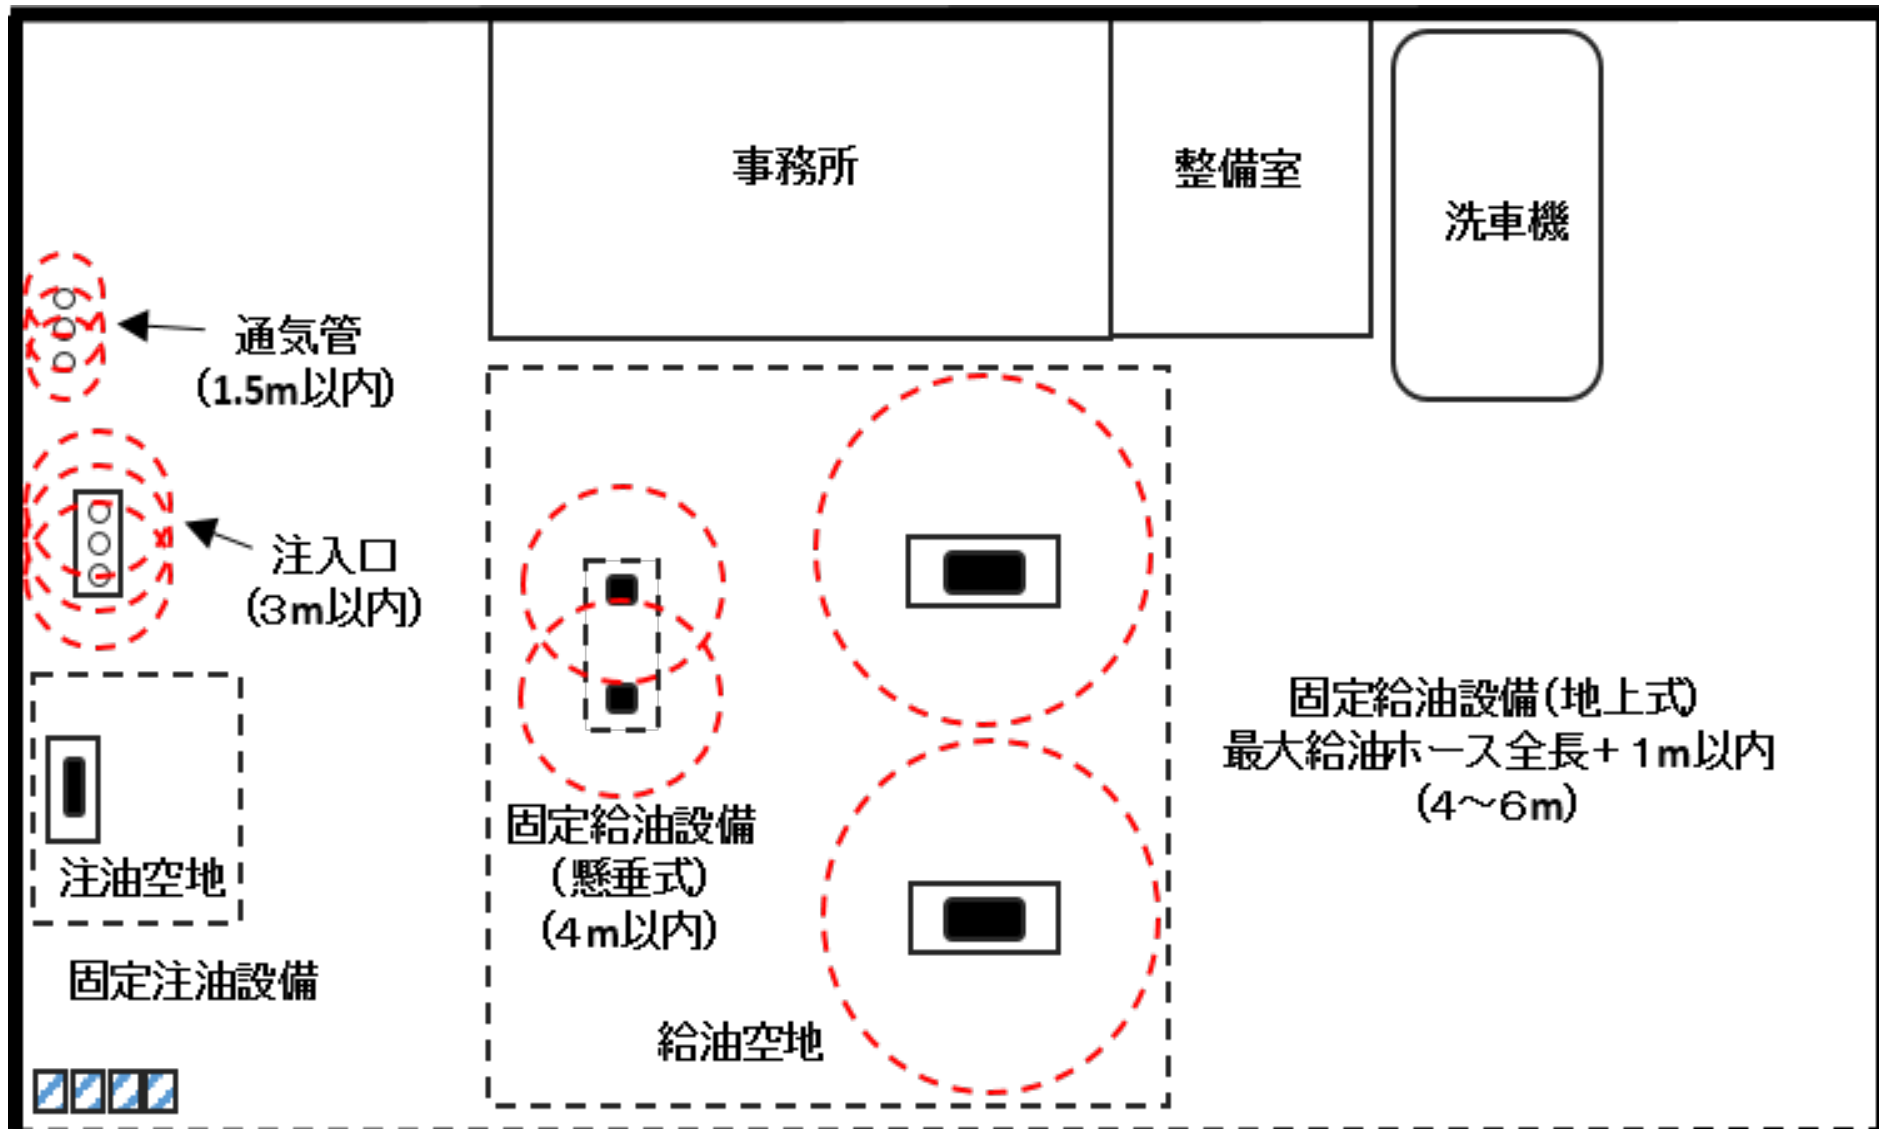 事務所
整備室
洗車機
通気管
(1.5m以内)
注入口
(3m以内)
固定給油設備(地上式)
最大給油ホース全長+1m以内
(4~6m)
固定給油設備
(懸垂式)
(4m以内)
注油空地
固定注油設備
給油空地